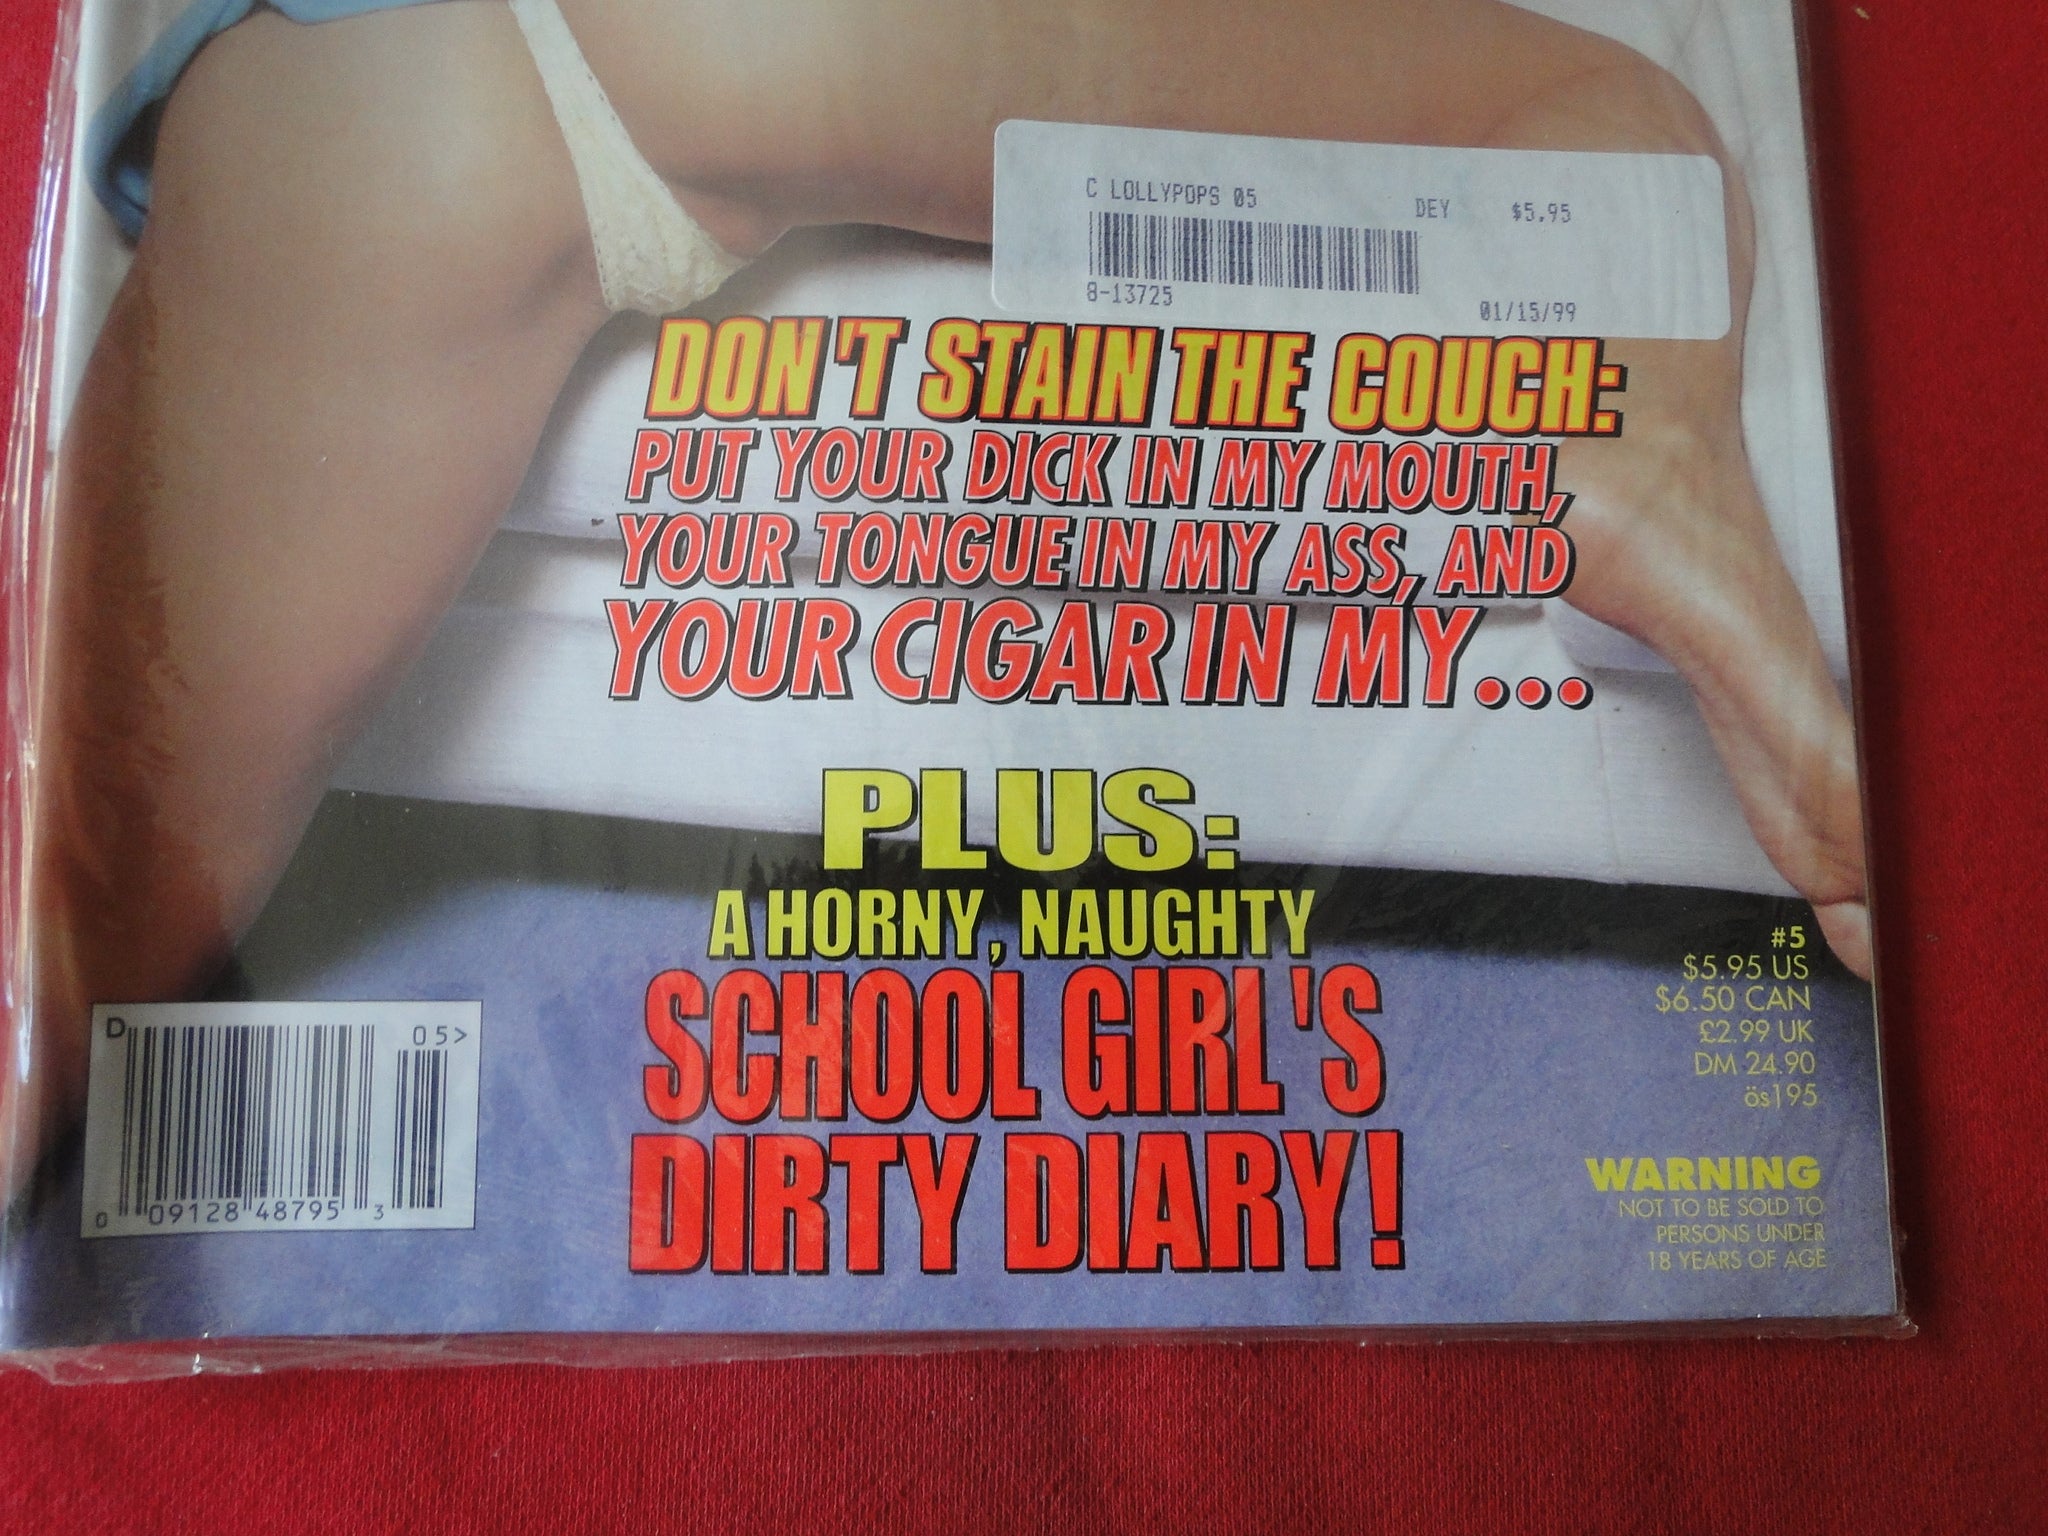 C LOLLYPOPS 05 DEY $5.95
8-13725 01/15/99
DON'T STAIN THE COUCH:
PUT YOUR DICK IN MY MOUTH,
YOUR TONGUE IN MY ASS, AND
YOUR CIGAR IN MY...
PLUS:
A HORNY, NAUGHTY
SCHOOL GIRL'S
DIRTY DIARY!
D 05>
0 09128 48795 3
#5
$5.95 US
$6.50 CAN
£2.99 UK
DM 24.90
ös195
WARNING
NOT TO BE SOLD TO
PERSONS UNDER
18 YEARS OF AGE